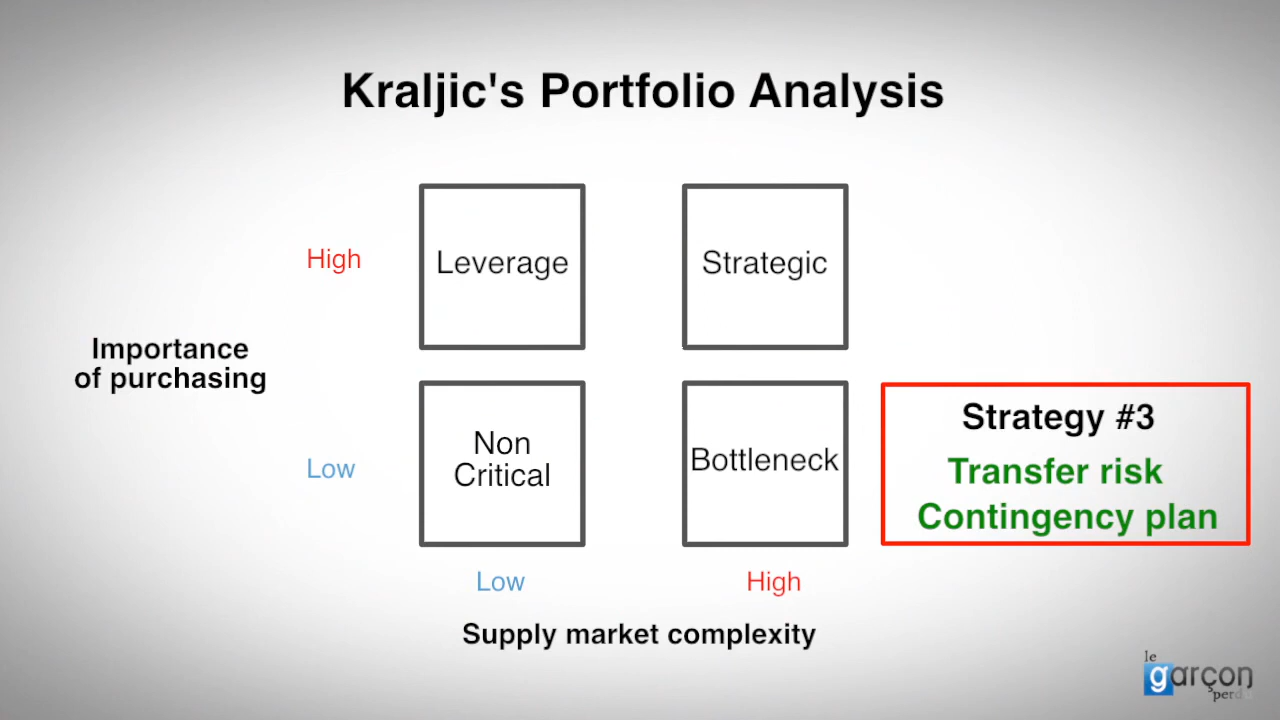 Kraljic's Portfolio Analysis
High
Leverage
Strategic
Importance
of purchasing
Low
Non
Critical
Bottleneck
Strategy #3
Transfer risk
Contingency plan
Low
High
Supply market complexity
le
garçon